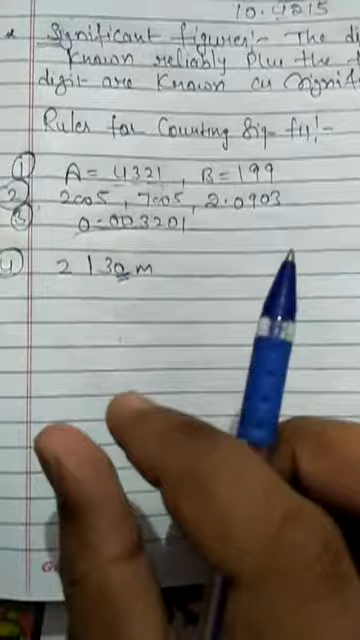 10.4215
Significant figures:- The di
Known reliably Plus the f
digit are Known as Signif
Rules for Counting Sig fig!-
① A = 4321 , B = 199
② 2005 , 7005 , 2.0903
③ 0.003201
④ 2130 m